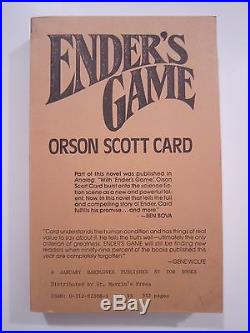 ENDER'S
GAME
ORSON SCOTT CARD
Part of this novel was published in
Analog: "With 'Ender's Game', Orson
Scott Card burst onto the science fic-
tion scene as a new and powerful tal-
ent. Now, in this novel that tells the full
and compelling story of Ender, Card
fulfills his promise... and more."
—BEN BOVA
"Card understands the human condition and has things of real
value to say about it. He tells the truth well—ultimately the only
criterion of greatness. ENDER'S GAME will still be finding new
readers when ninety-nine percent of the books published this
year are completely forgotten."
—GENE WOLFE
A JANUARY HARDCOVER PUBLISHED BY TOR BOOKS
Distributed by St. Martin's Press
ISBN: pages